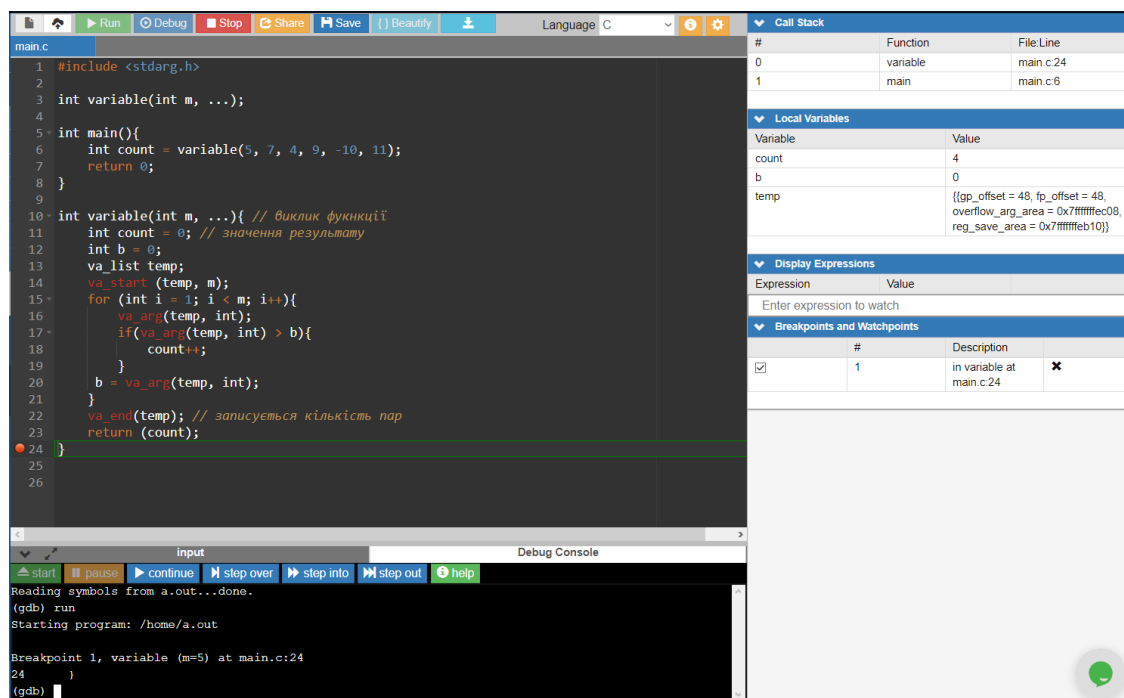 Run Debug Stop Share Save { } Beautify Language C
main.c
1 #include <stdarg.h>
2
3 int variable(int m, ...);
4
5 int main(){
6 int count = variable(5, 7, 4, 9, -10, 11);
7 return 0;
8 }
9
10 int variable(int m, ...){ // виклик фукнкції
11 int count = 0; // значення результату
12 int b = 0;
13 va_list temp;
14 va_start (temp, m);
15 for (int i = 1; i < m; i++){
16 va_arg(temp, int);
17 if(va_arg(temp, int) > b){
18 count++;
19 }
20 b = va_arg(temp, int);
21 }
22 va_end(temp); // записується кількість пар
23 return (count);
24 }
25
26
input Debug Console
start pause continue step over step into step out help
Reading symbols from a.out...done.
(gdb) run
Starting program: /home/a.out
Breakpoint 1, variable (m=5) at main.c:24
24 }
(gdb)
Call Stack
# Function File:Line
0 variable main.c:24
1 main main.c:6
Local Variables
Variable Value
count 4
b 0
temp {{gp_offset = 48, fp_offset = 48,
overflow_arg_area = 0x7fffffffec08,
reg_save_area = 0x7fffffffeb10}}
Display Expressions
Expression Value
Enter expression to watch
Breakpoints and Watchpoints
# Description
1 in variable at
main.c:24